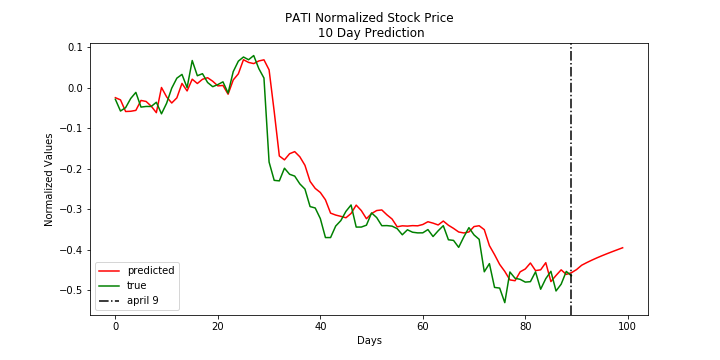 PATI Normalized Stock Price
10 Day Prediction
Normalized Values
0.1
0.0
−0.1
−0.2
−0.3
−0.4
−0.5
predicted
true
april 9
0
20
40
60
80
100
Days